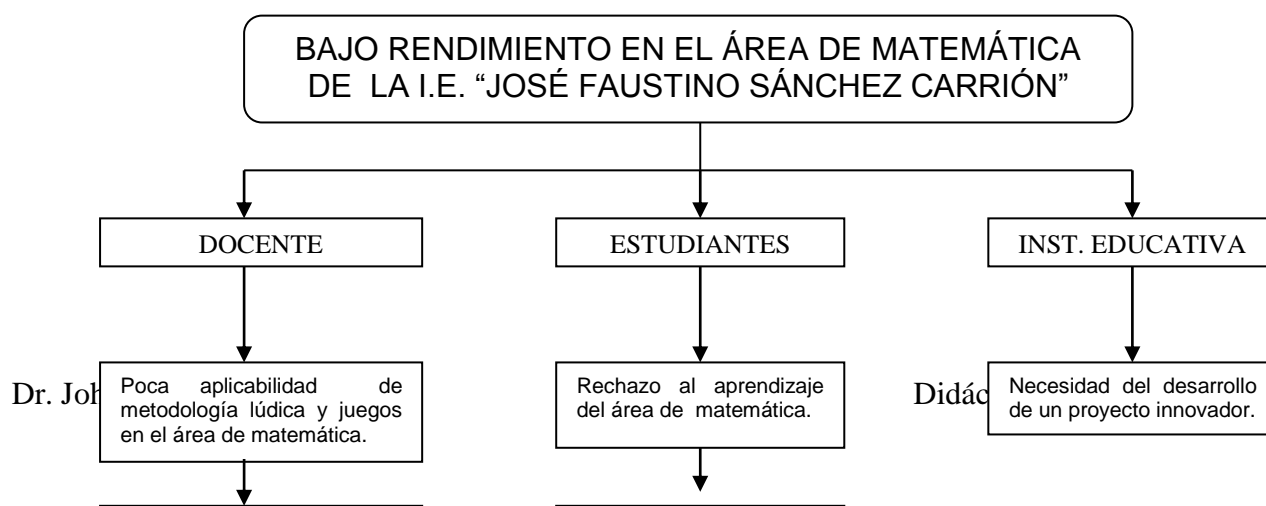 BAJO RENDIMIENTO EN EL ÁREA DE MATEMÁTICA
DE LA I.E. “JOSÉ FAUSTINO SÁNCHEZ CARRIÓN”
DOCENTE
ESTUDIANTES
INST. EDUCATIVA
Dr.
Poca aplicabilidad de
metodología lúdica y juegos
en el área de matemática.
Rechazo al aprendizaje
del área de matemática.
Necesidad del desarrollo
de un proyecto innovador.